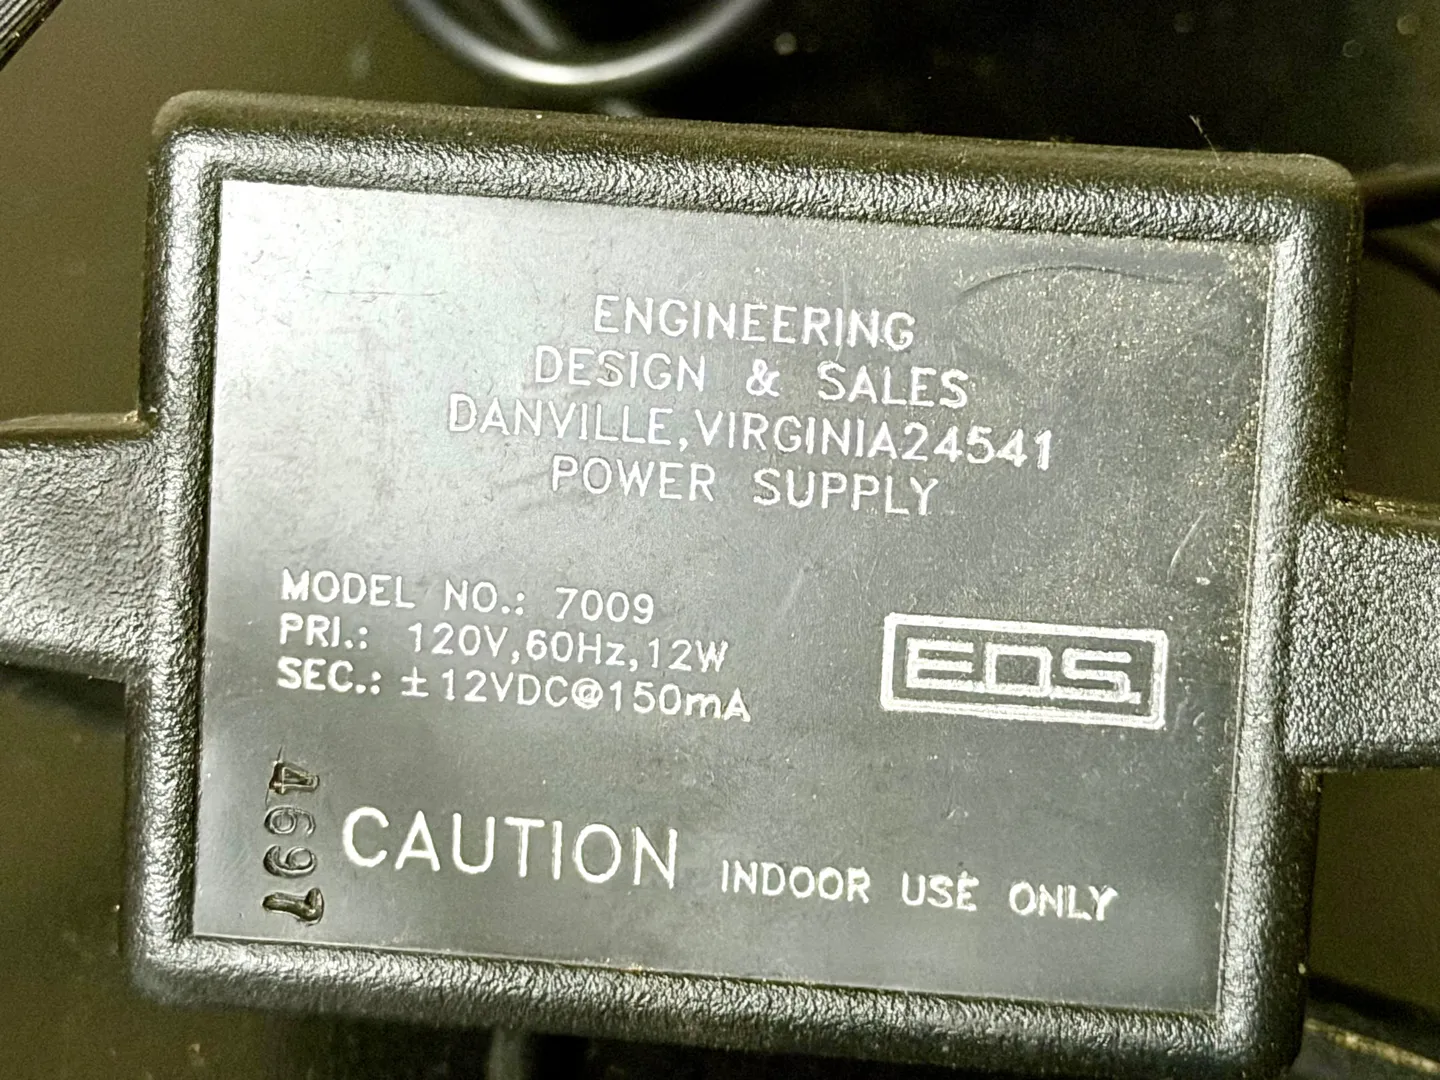 ENGINEERING
DESIGN & SALES
DANVILLE,VIRGINIA24541
POWER SUPPLY
MODEL NO.: 7009
PRI.: 120V,60Hz,12W
SEC.: ±12VDC@150mA
EDS
4697
CAUTION INDOOR USE ONLY